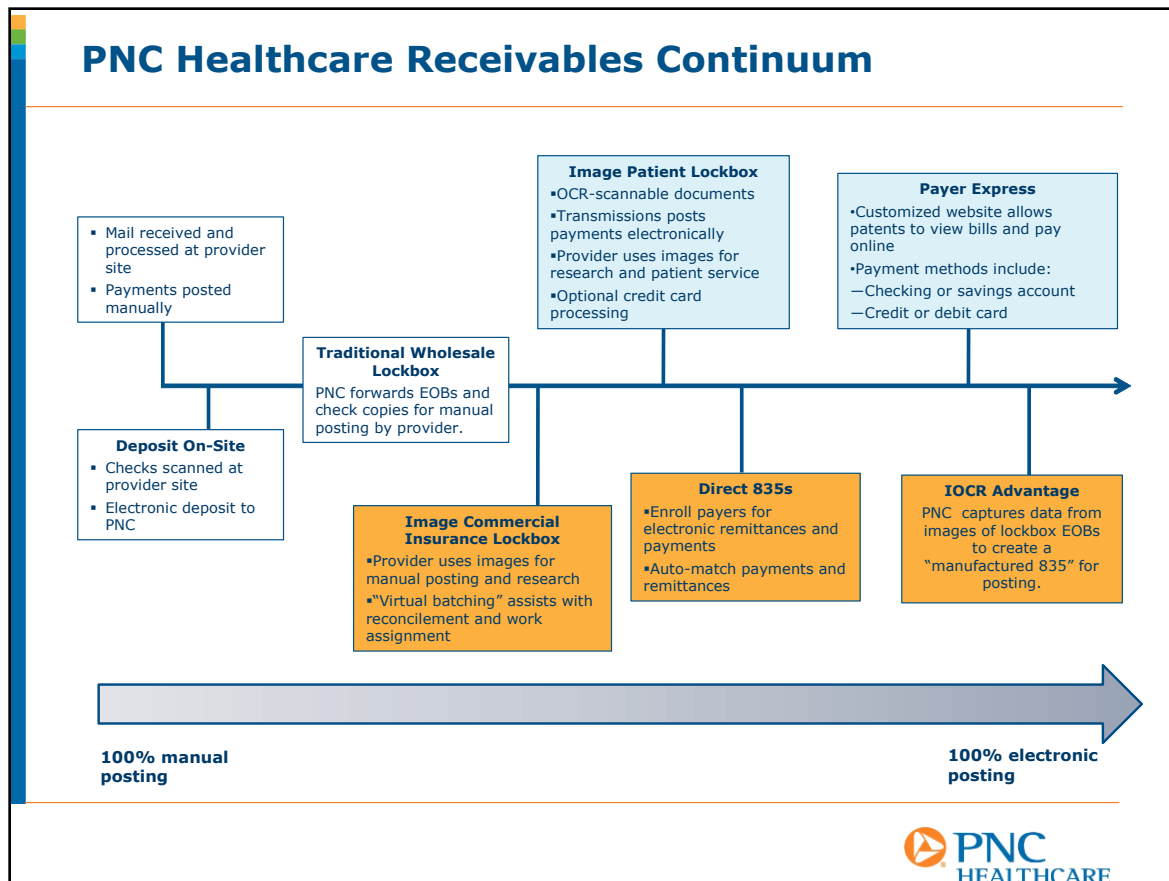 PNC Healthcare Receivables Continuum
▪ Mail received and
processed at provider
site
▪ Payments posted
manually
Deposit On-Site
▪ Checks scanned at
provider site
▪ Electronic deposit to
PNC
Traditional Wholesale
Lockbox
PNC forwards EOBs and
check copies for manual
posting by provider.
Image Commercial
Insurance Lockbox
▪Provider uses images for
manual posting and research
▪“Virtual batching” assists with
reconcilement and work
assignment
Image Patient Lockbox
▪OCR-scannable documents
▪Transmissions posts
payments electronically
▪Provider uses images for
research and patient service
▪Optional credit card
processing
Direct 835s
▪Enroll payers for
electronic remittances and
payments
▪Auto-match payments and
remittances
Payer Express
•Customized website allows
patents to view bills and pay
online
•Payment methods include:
—Checking or savings account
—Credit or debit card
IOCR Advantage
PNC captures data from
images of lockbox EOBs
to create a
“manufactured 835” for
posting.
100% manual
posting
100% electronic
posting
PNC
HEALTHCARE